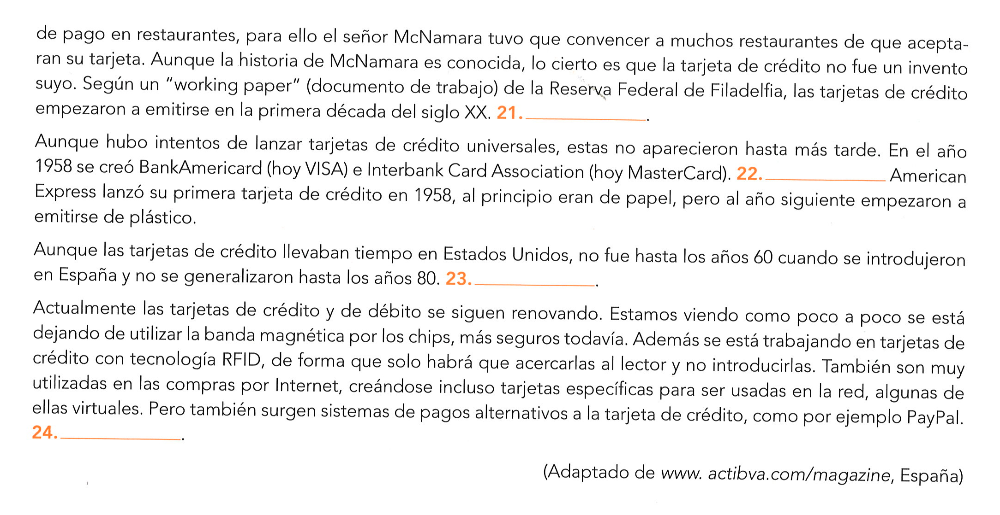 de pago en restaurantes, para ello el señor McNamara tuvo que convencer a muchos restaurantes de que acepta-
ran su tarjeta. Aunque la historia de McNamara es conocida, lo cierto es que la tarjeta de crédito no fue un invento
suyo. Según un "working paper" (documento de trabajo) de la Reserva Federal de Filadelfia, las tarjetas de crédito
empezaron a emitirse en la primera década del siglo XX. 21.____________.
Aunque hubo intentos de lanzar tarjetas de crédito universales, estas no aparecieron hasta más tarde. En el año
1958 se creó BankAmericard (hoy VISA) e Interbank Card Association (hoy MasterCard). 22.____________ American
Express lanzó su primera tarjeta de crédito en 1958, al principio eran de papel, pero al año siguiente empezaron a
emitirse de plástico.
Aunque las tarjetas de crédito llevaban tiempo en Estados Unidos, no fue hasta los años 60 cuando se introdujeron
en España y no se generalizaron hasta los años 80. 23.____________.
Actualmente las tarjetas de crédito y de débito se siguen renovando. Estamos viendo como poco a poco se está
dejando de utilizar la banda magnética por los chips, más seguros todavía. Además se está trabajando en tarjetas de
crédito con tecnología RFID, de forma que solo habrá que acercarlas al lector y no introducirlas. También son muy
utilizadas en las compras por Internet, creándose incluso tarjetas específicas para ser usadas en la red, algunas de
ellas virtuales. Pero también surgen sistemas de pagos alternativos a la tarjeta de crédito, como por ejemplo PayPal.
24.____________.
(Adaptado de www. actibva.com/magazine, España)